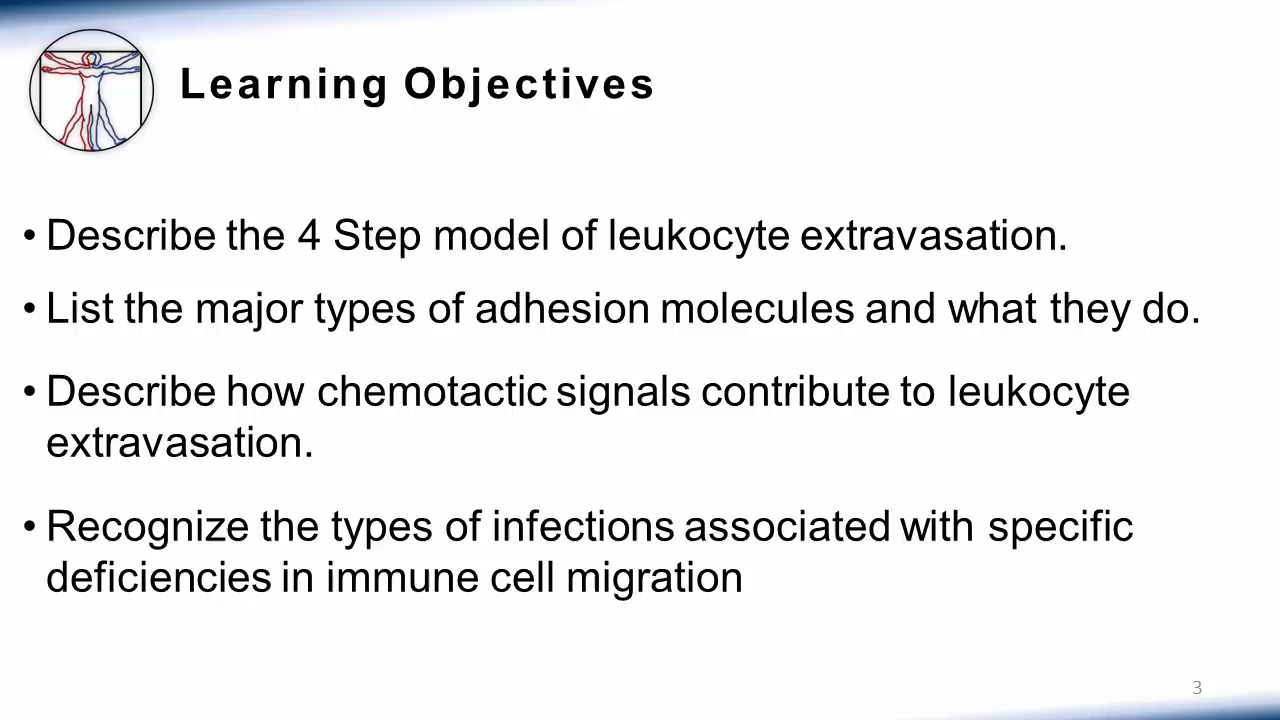 Learning Objectives
• Describe the 4 Step model of leukocyte extravasation.
• List the major types of adhesion molecules and what they do.
• Describe how chemotactic signals contribute to leukocyte
extravasation.
• Recognize the types of infections associated with specific
deficiencies in immune cell migration
3